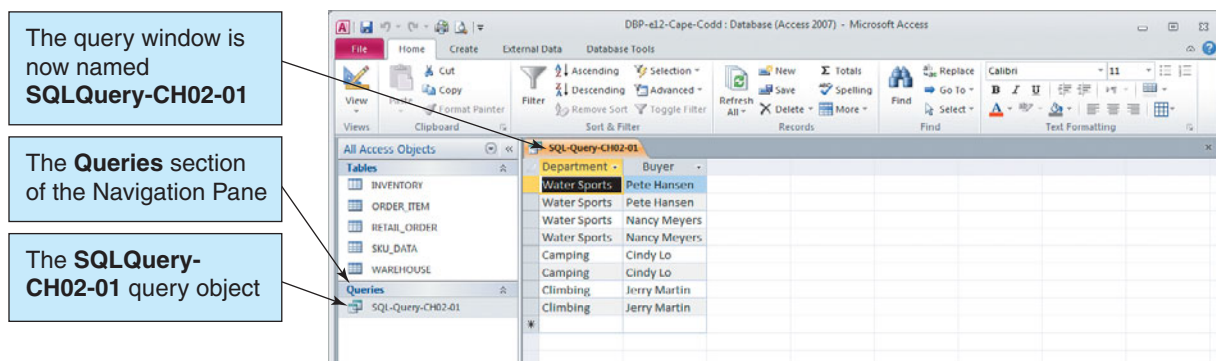 The query window is
now named
SQLQuery-CH02-01
The Queries section
of the Navigation Pane
The SQLQuery-
CH02-01 query object
DBP-e12-Cape-Codd : Database (Access 2007) - Microsoft Access
File Home Create External Data Database Tools
View
Views
Paste
Cut
Copy
Format Painter
Clipboard
Filter
Ascending
Descending
Remove Sort
Selection
Advanced
Toggle Filter
Sort & Filter
Refresh
All
New
Save
Delete
Totals
Spelling
More
Records
Find
Replace
Go To
Select
Find
Calibri 11
B I U
A
Text Formatting
All Access Objects
Tables
INVENTORY
ORDER_ITEM
RETAIL_ORDER
SKU_DATA
WAREHOUSE
Queries
SQL-Query-CH02-01
SQL-Query-CH02-01
Department Buyer
Water Sports Pete Hansen
Water Sports Pete Hansen
Water Sports Nancy Meyers
Water Sports Nancy Meyers
Camping Cindy Lo
Camping Cindy Lo
Climbing Jerry Martin
Climbing Jerry Martin